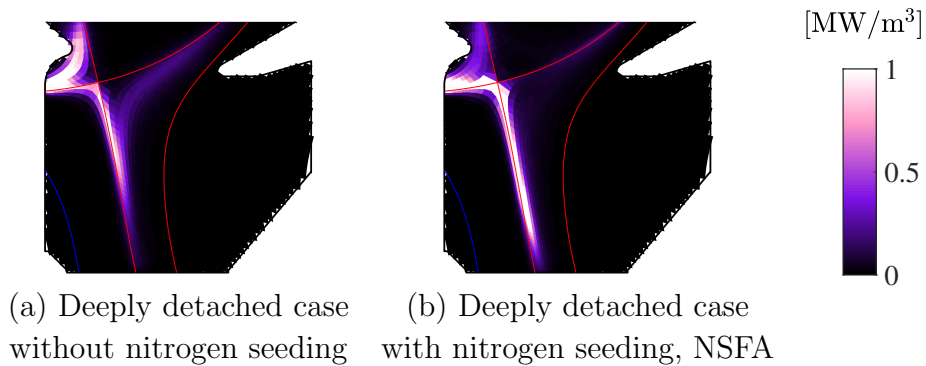 [MW/m³]
1
0.5
0
(a) Deeply detached case
without nitrogen seeding
(b) Deeply detached case
with nitrogen seeding, NSFA